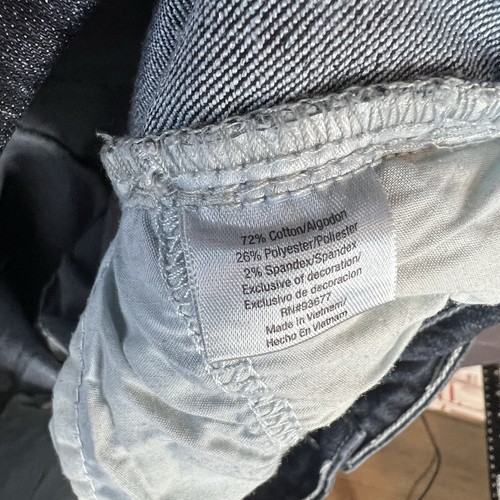 72% Cotton/Algodon
26% Polyester/Poliester
2% Spandex/Spandex
Exclusive of decoration/
Exclusivo de decoracion
RN#93677
Made in Vietnam/
Hecho En Vietnam